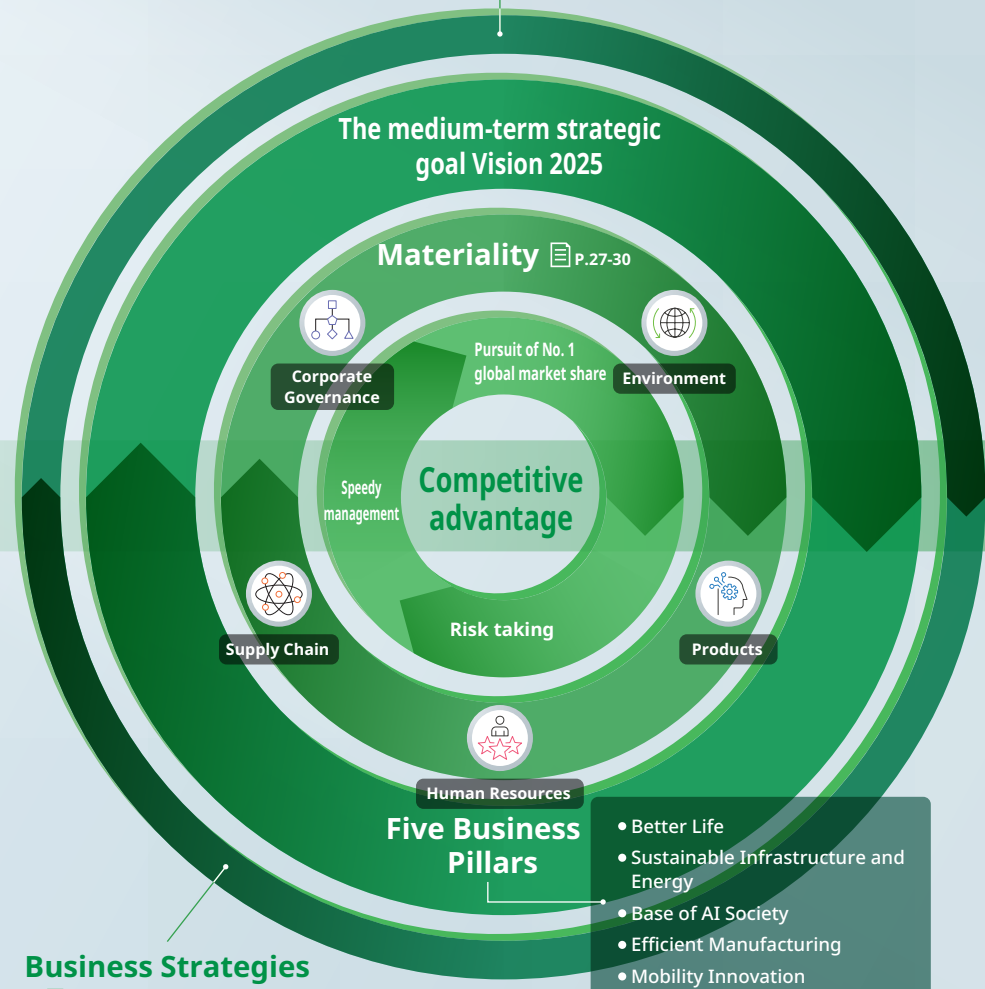 The medium-term strategic
goal Vision 2025
Materiality P.27-30
Corporate
Governance
Environment
Pursuit of No. 1
global market share
Speedy
management
Competitive
advantage
Risk taking
Supply Chain
Products
Human Resources
Five Business
Pillars
• Better Life
• Sustainable Infrastructure and
Energy
• Base of AI Society
• Efficient Manufacturing
• Mobility Innovation
Business Strategies